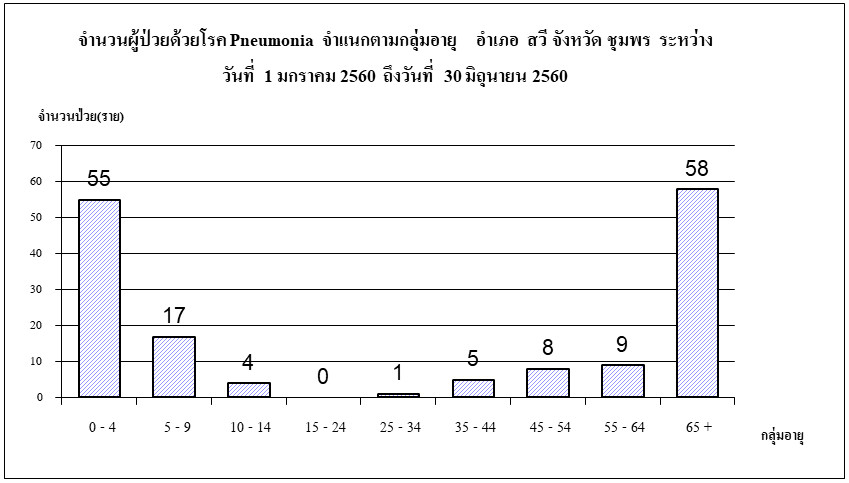 จำนวนผู้ป่วยด้วยโรค Pneumonia จำแนกตามกลุ่มอายุ อำเภอ สวี จังหวัด ชุมพร ระหว่าง
วันที่ 1 มกราคม 2560 ถึงวันที่ 30 มิถุนายน 2560
จำนวนป่วย(ราย)
70
60
50
40
30
20
10
0
55
17
4
0
1
5
8
9
58
0 - 4
5 - 9
10 - 14
15 - 24
25 - 34
35 - 44
45 - 54
55 - 64
65 +
กลุ่มอายุ